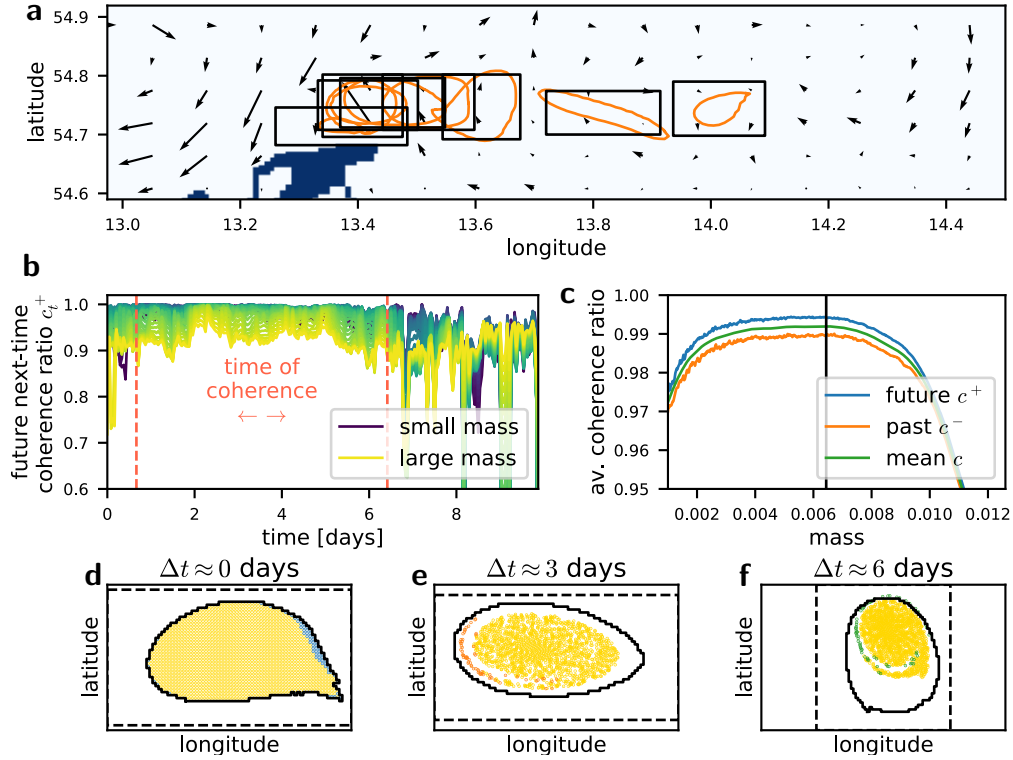 a
54.9
54.8
54.7
54.6
latitude
13.0 13.2 13.4 13.6 13.8 14.0 14.2 14.4
longitude
b
1.0
0.9
0.8
0.7
0.6
future next-time
coherence ratio c_t^+
time of
coherence
← →
small mass
large mass
0 2 4 6 8
time [days]
c
1.00
0.99
0.98
0.97
0.96
0.95
av. coherence ratio
future c^+
past c^-
mean c
0.002 0.004 0.006 0.008 0.010 0.012
mass
d
Δt≈0 days
latitude
longitude
e
Δt≈3 days
latitude
longitude
f
Δt≈6 days
latitude
longitude